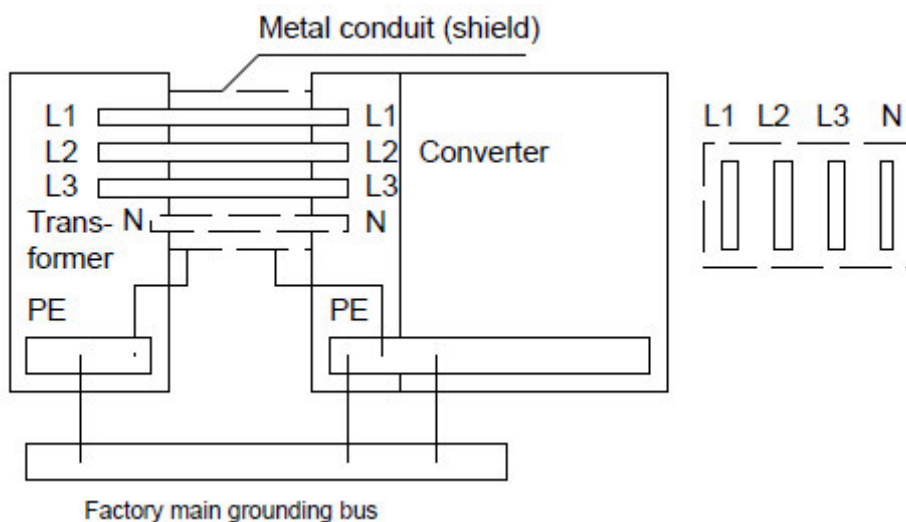 Metal conduit (shield)
L1 L1
L2 L2 Converter
L3 L3
Trans- N N
former
PE PE
Factory main grounding bus
L1 L2 L3 N